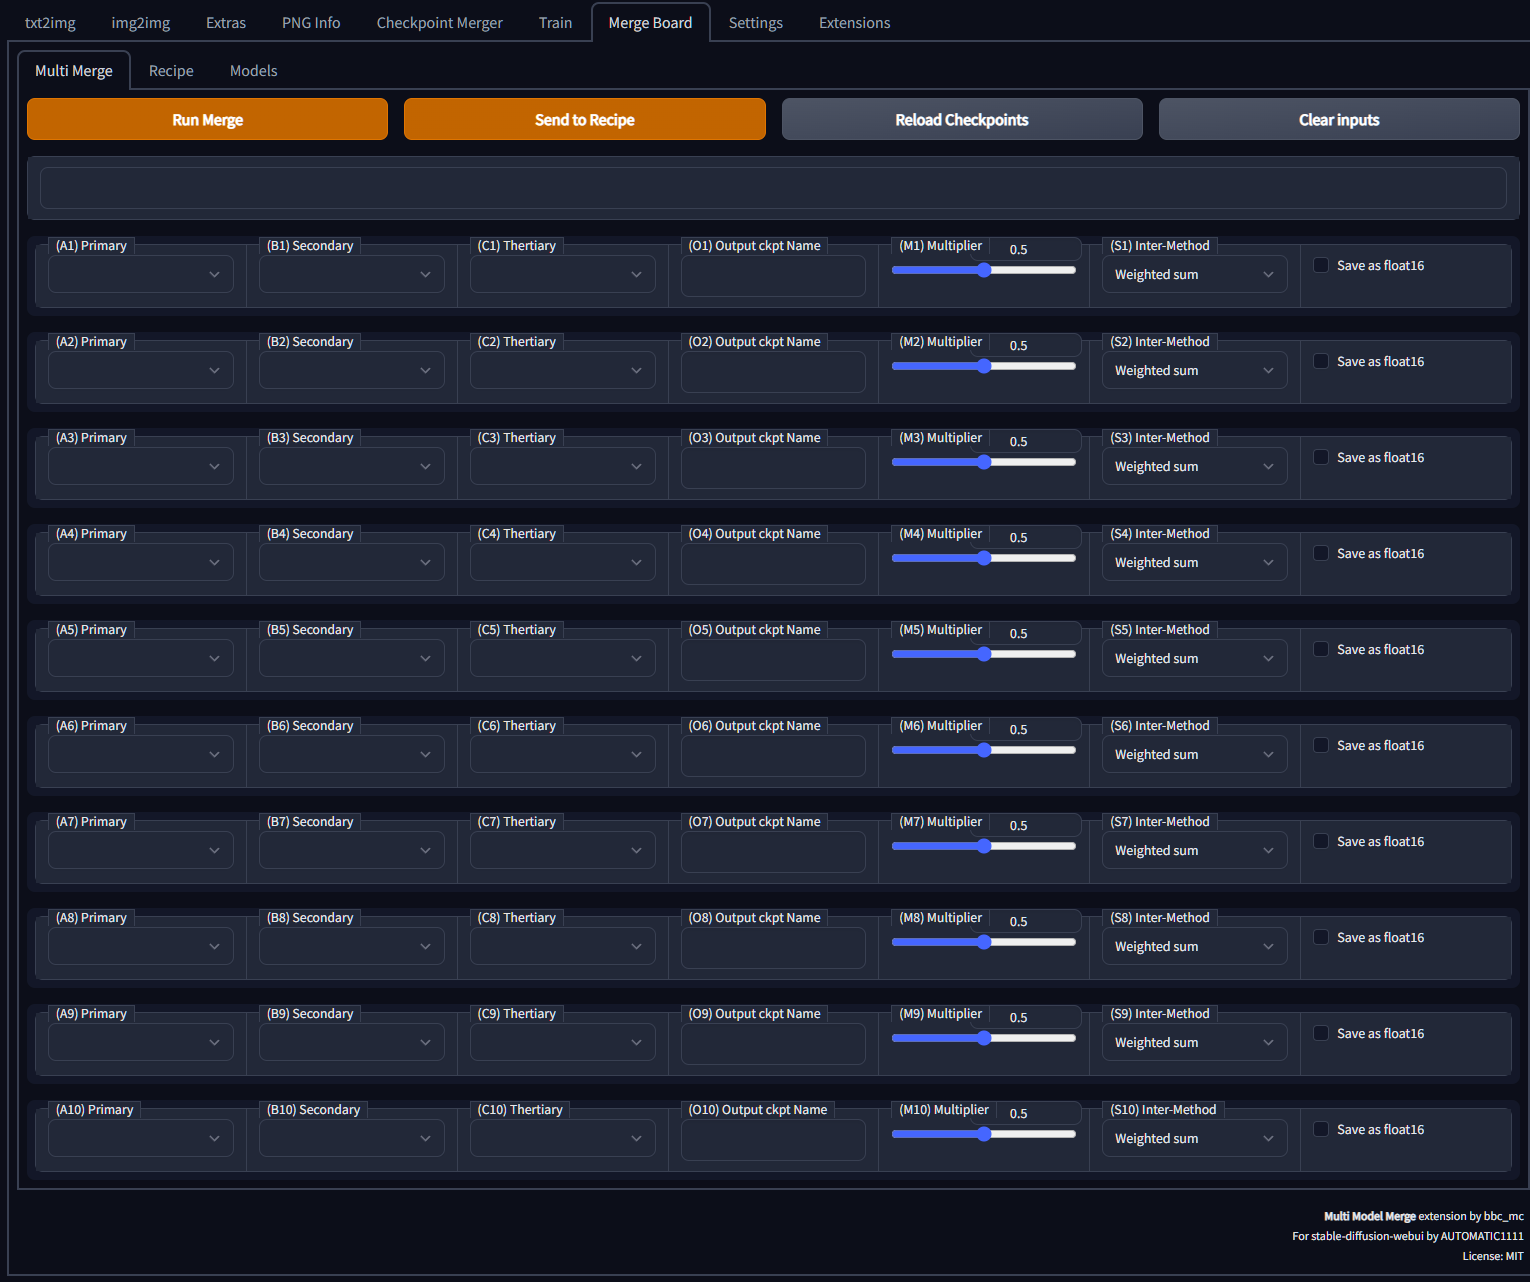 txt2img img2img Extras PNG Info Checkpoint Merger Train Merge Board Settings Extensions
Multi Merge Recipe Models
Run Merge Send to Recipe Reload Checkpoints Clear inputs
(A1) Primary (B1) Secondary (C1) Thertiary (O1) Output ckpt Name (M1) Multiplier 0.5 (S1) Inter-Method
Weighted sum Save as float16
(A2) Primary (B2) Secondary (C2) Thertiary (O2) Output ckpt Name (M2) Multiplier 0.5 (S2) Inter-Method
Weighted sum Save as float16
(A3) Primary (B3) Secondary (C3) Thertiary (O3) Output ckpt Name (M3) Multiplier 0.5 (S3) Inter-Method
Weighted sum Save as float16
(A4) Primary (B4) Secondary (C4) Thertiary (O4) Output ckpt Name (M4) Multiplier 0.5 (S4) Inter-Method
Weighted sum Save as float16
(A5) Primary (B5) Secondary (C5) Thertiary (O5) Output ckpt Name (M5) Multiplier 0.5 (S5) Inter-Method
Weighted sum Save as float16
(A6) Primary (B6) Secondary (C6) Thertiary (O6) Output ckpt Name (M6) Multiplier 0.5 (S6) Inter-Method
Weighted sum Save as float16
(A7) Primary (B7) Secondary (C7) Thertiary (O7) Output ckpt Name (M7) Multiplier 0.5 (S7) Inter-Method
Weighted sum Save as float16
(A8) Primary (B8) Secondary (C8) Thertiary (O8) Output ckpt Name (M8) Multiplier 0.5 (S8) Inter-Method
Weighted sum Save as float16
(A9) Primary (B9) Secondary (C9) Thertiary (O9) Output ckpt Name (M9) Multiplier 0.5 (S9) Inter-Method
Weighted sum Save as float16
(A10) Primary (B10) Secondary (C10) Thertiary (O10) Output ckpt Name (M10) Multiplier 0.5 (S10) Inter-Method
Weighted sum Save as float16
Multi Model Merge extension by bbc_mc
For stable-diffusion-webui by AUTOMATIC1111
License: MIT